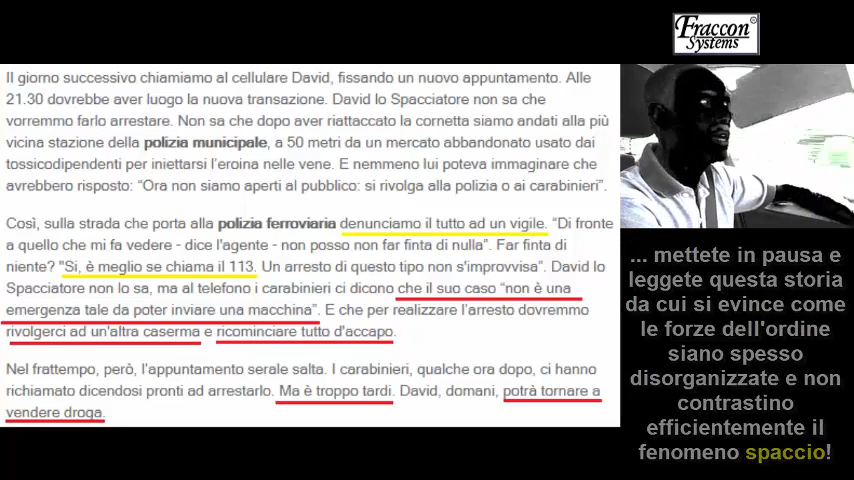 Fraccon
Systems
Il giorno successivo chiamiamo al cellulare David, fissando un nuovo appuntamento. Alle
21.30 dovrebbe aver luogo la nuova transazione. David lo Spacciatore non sa che
vorremmo farlo arrestare. Non sa che dopo aver riattaccato la cornetta siamo andati alla più
vicina stazione della polizia municipale, a 50 metri da un mercato abbandonato usato dai
tossicodipendenti per iniettarsi l'eroina nelle vene. E nemmeno lui poteva immaginare che
avrebbero risposto: “Ora non siamo aperti al pubblico: si rivolga alla polizia o ai carabinieri”.
Così, sulla strada che porta alla polizia ferroviaria denunciamo il tutto ad un vigile. “Di fronte
a quello che mi fa vedere - dice l'agente - non posso non far finta di nulla”. Far finta di
niente? "Si, è meglio se chiama il 113. Un arresto di questo tipo non s'improvvisa”. David lo
Spacciatore non lo sa, ma al telefono i carabinieri ci dicono che il suo caso “non è una
emergenza tale da poter inviare una macchina”. E che per realizzare l'arresto dovremmo
rivolgerci ad un'altra caserma e ricominciare tutto d'accapo.
Nel frattempo, però, l'appuntamento serale salta. I carabinieri, qualche ora dopo, ci hanno
richiamato dicendosi pronti ad arrestarlo. Ma è troppo tardi. David, domani, potrà tornare a
vendere droga.
... mettete in pausa e
leggete questa storia
da cui si evince come
le forze dell'ordine
siano spesso
disorganizzate e non
contrastino
efficientemente il
fenomeno spaccio!